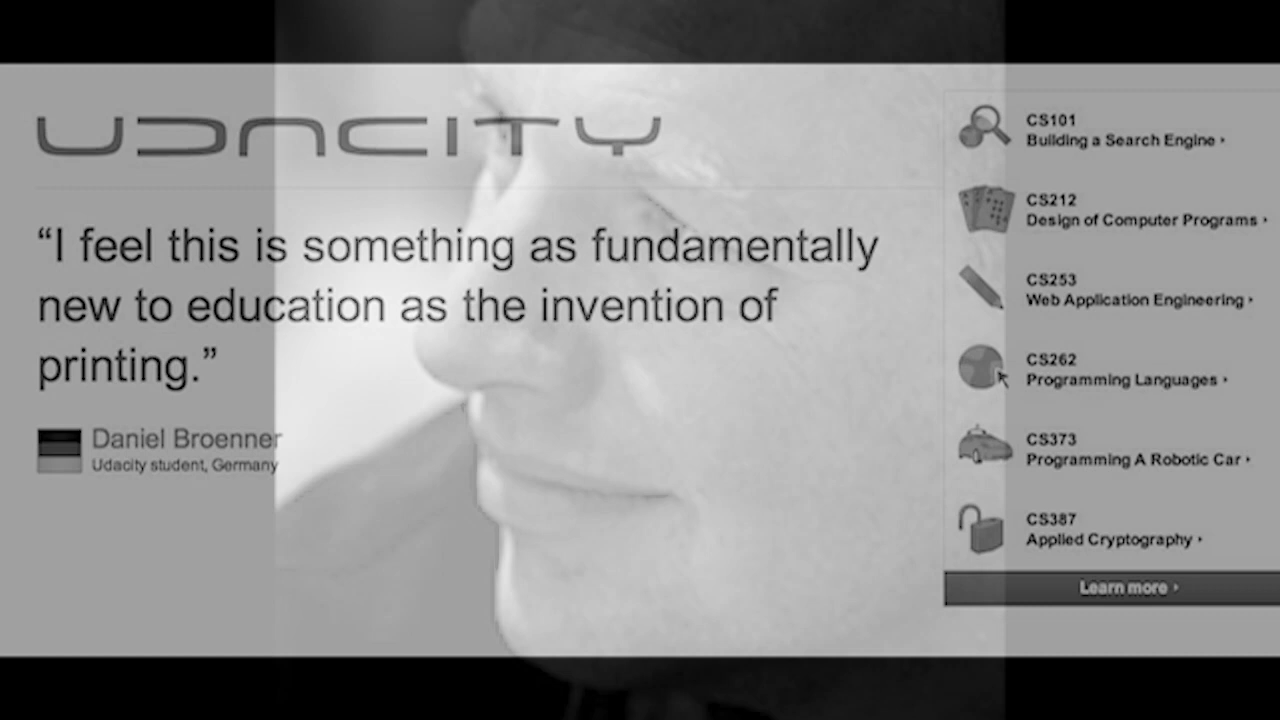 UDACITY
“I feel this is something as fundamentally
new to education as the invention of
printing.”
Daniel Broenner
Udacity student, Germany
CS101
Building a Search Engine
CS212
Design of Computer Programs
CS253
Web Application Engineering
CS262
Programming Languages
CS373
Programming A Robotic Car
CS387
Applied Cryptography
Learn more